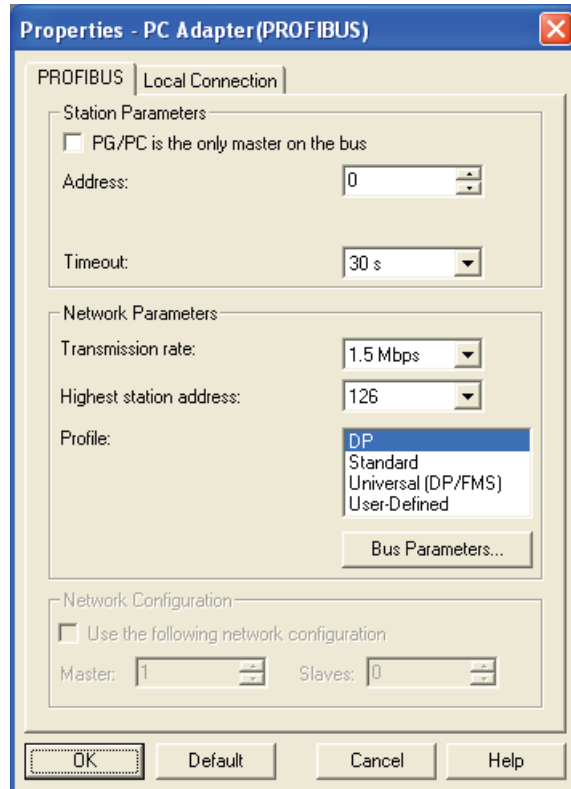 Properties - PC Adapter(PROFIBUS)
PROFIBUS Local Connection
Station Parameters
PG/PC is the only master on the bus
Address: 0
Timeout: 30 s
Network Parameters
Transmission rate: 1.5 Mbps
Highest station address: 126
Profile: DP
Standard
Universal (DP/FMS)
User-Defined
Bus Parameters...
Network Configuration
Use the following network configuration
Master: 1 Slaves: 0
OK Default Cancel Help